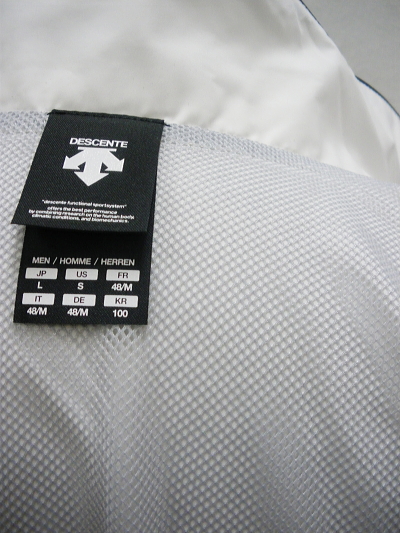 DESCENTE
"descente functional sportsystem"
offers the best performance
by combining research on the human body,
climatic conditions, and biomechanics.
MEN / HOMME / HERREN
JP US FR
L S 48/M
IT DE KR
48/M 48/M 100